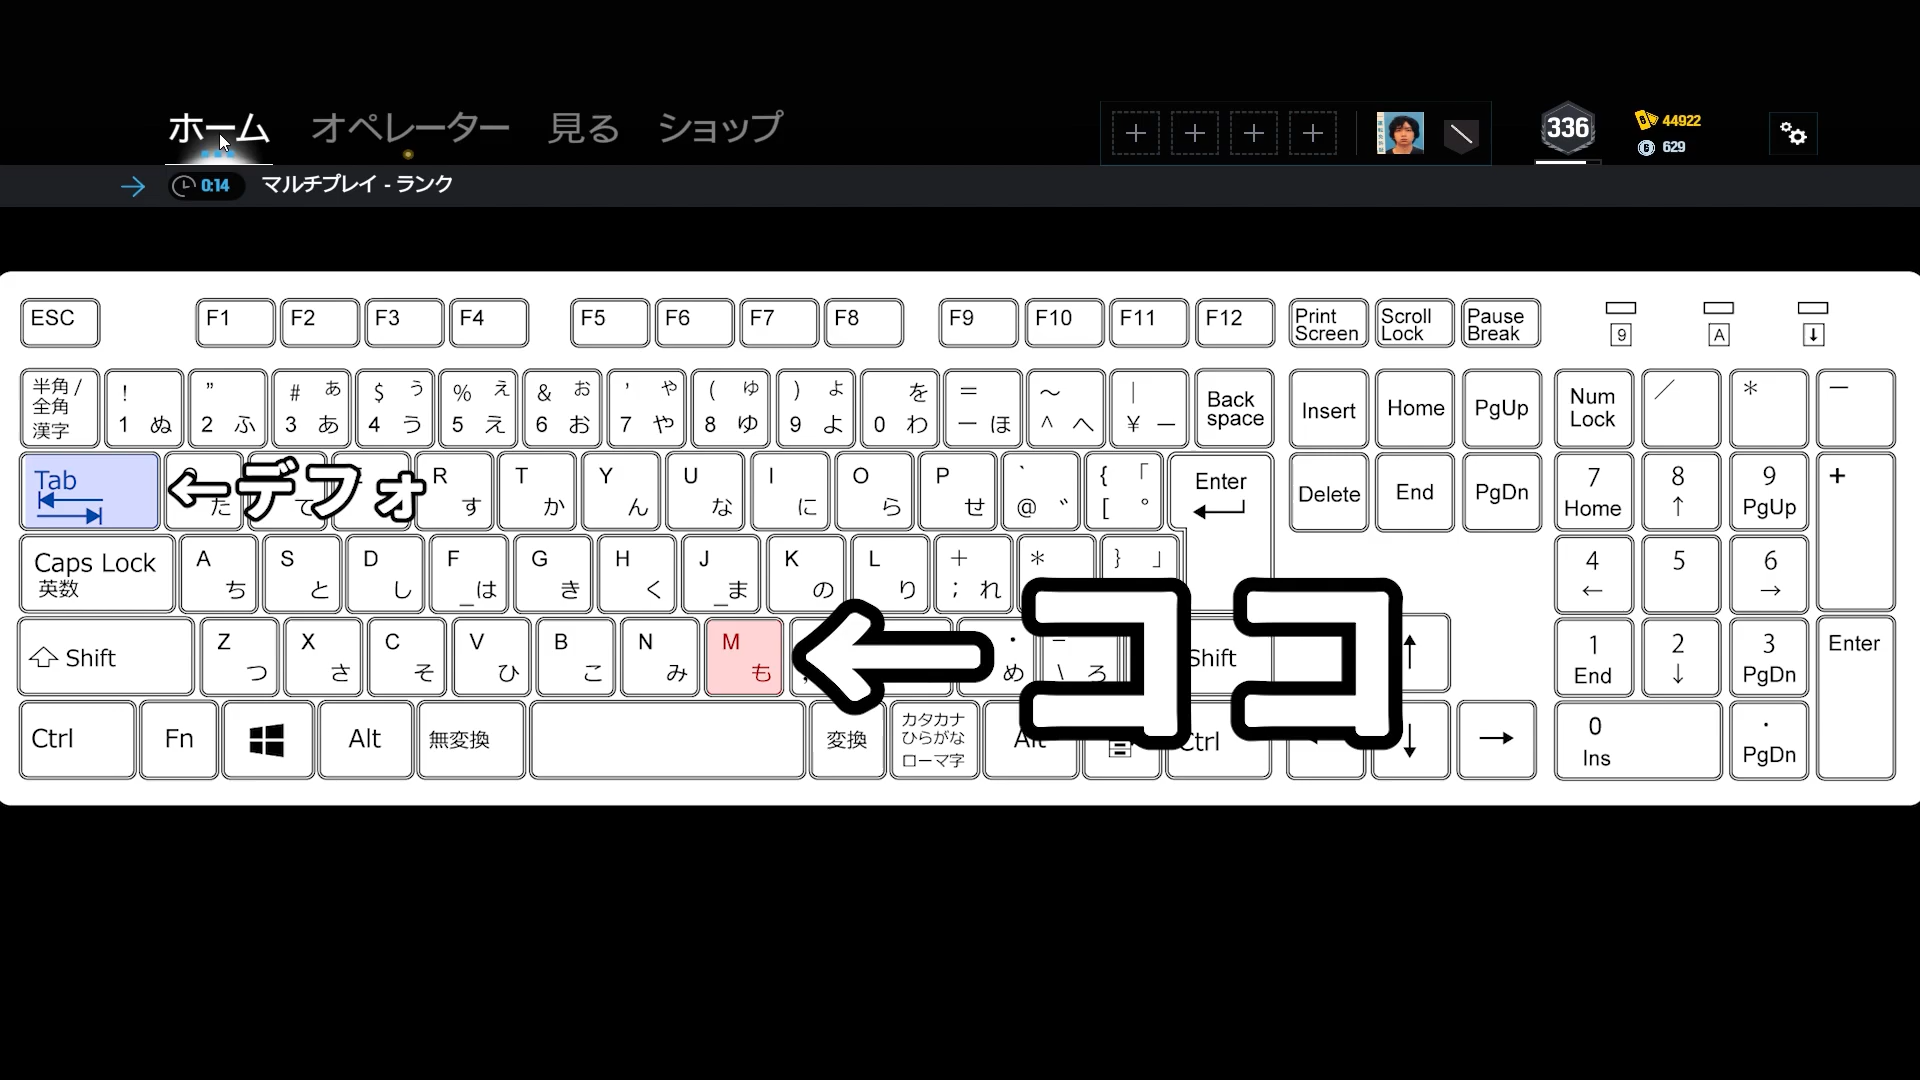 ホーム オペレーター 見る ショップ
336
44922
629
0:14 マルチプレイ - ランク
ESC F1 F2 F3 F4 F5 F6 F7 F8 F9 F10 F11 F12 Print Screen Scroll Lock Pause Break 9 A ↓
半角/全角 漢字 ! 1 ぬ " 2 ふ # あ 3 あ $ う 4 う % え 5 え & お 6 お ' や 7 や ( ゆ 8 ゆ ) よ 9 よ を 0 わ = ー ほ ～ ^ へ | ¥ ー Back space Insert Home PgUp Num Lock ／ * −
Tab ←デフォ R す T か Y ん U な I に O ら P せ ` @ ゛ { 「 [ ゜ Enter Delete End PgDn 7 Home 8 ↑ 9 PgUp +
Caps Lock 英数 A ち S と D し F _は G き H く J _ま K の L り + ; れ * } 」 4 ← 5 6 →
Shift Z つ X さ C そ V ひ B こ N み M も ←ココ ・ め _ \ ろ Shift ↑ 1 End 2 ↓ 3 PgDn Enter
Ctrl Fn Alt 無変換 変換 カタカナ ひらがな ローマ字 Alt Ctrl ↓ → 0 Ins . PgDn